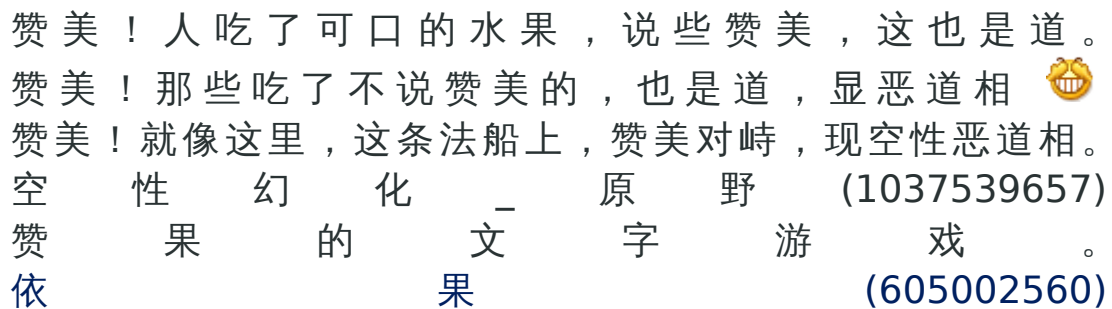 赞美！人吃了可口的水果，说些赞美，这也是道。
赞美！那些吃了不说赞美的，也是道，显恶道相
赞美！就像这里，这条法船上，赞美对峙，现空性恶道相。
空性幻化_原野(1037539657)
赞果的文字游戏。
依果(605002560)